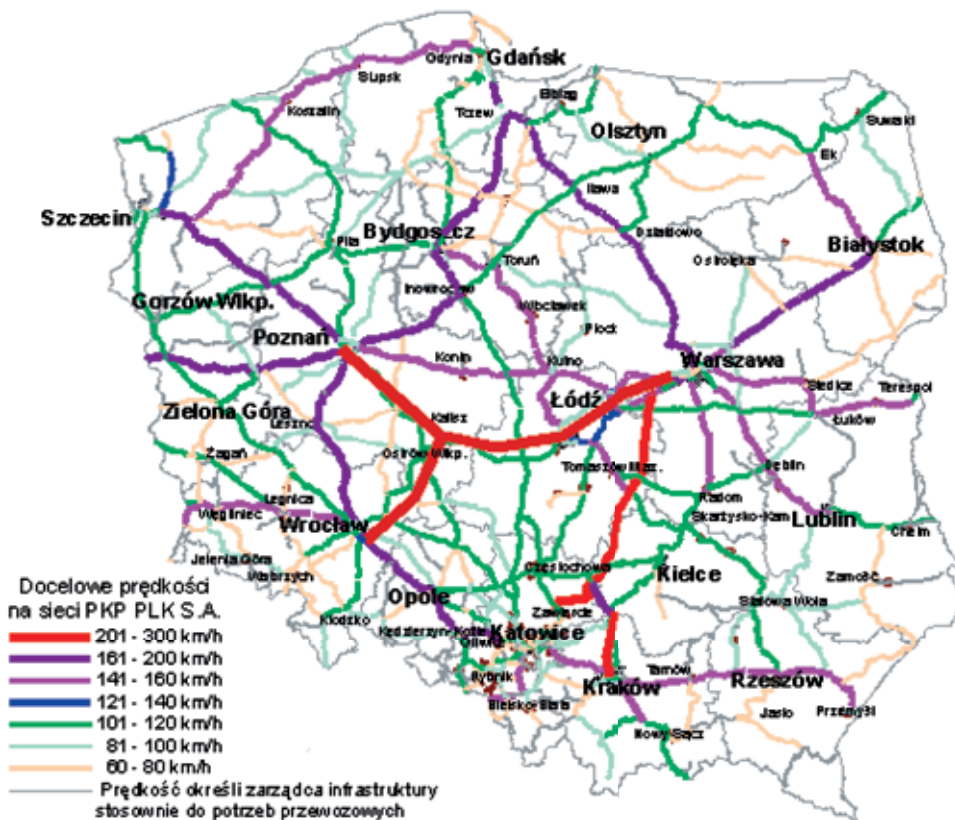 Gdańsk
Gdynia
Słupsk
Koszalin
Tczew
Elbląg
Olsztyn
Suwałki
Ełk
Szczecin
Iława
Bydgoszcz
Piła
Działdowo
Białystok
Ostrołęka
Toruń
Inowrocław
Włocławek
Gorzów Wlkp.
Płock
Poznań
Konin
Kutno
Warszawa
Siedlce
Terespol
Łódź
Łuków
Zielona Góra
Kalisz
Leszno
Ostrów Wlkp.
Żagań
Tomaszów Maz.
Dęblin
Radom
Legnica
Węgliniec
Wrocław
Skarżysko-Kam
Lublin
Chełm
Jelenia Góra
Wałbrzych
Częstochowa
Kielce
Zamość
Opole
Zawiercie
Stalowa Wola
Kłodzko
Kędzierzyn-Koźle
Gliwice
Katowice
Rybnik
Kraków
Tarnów
Rzeszów
Bielsko-Biała
Jasło
Przemyśl
Nowy Sącz
Docelowe prędkości
na sieci PKP PLK S.A.
201 - 300 km/h
161 - 200 km/h
141 - 160 km/h
121 - 140 km/h
101 - 120 km/h
81 - 100 km/h
60 - 80 km/h
Prędkość określi zarządca infrastruktury
stosownie do potrzeb przewozowych